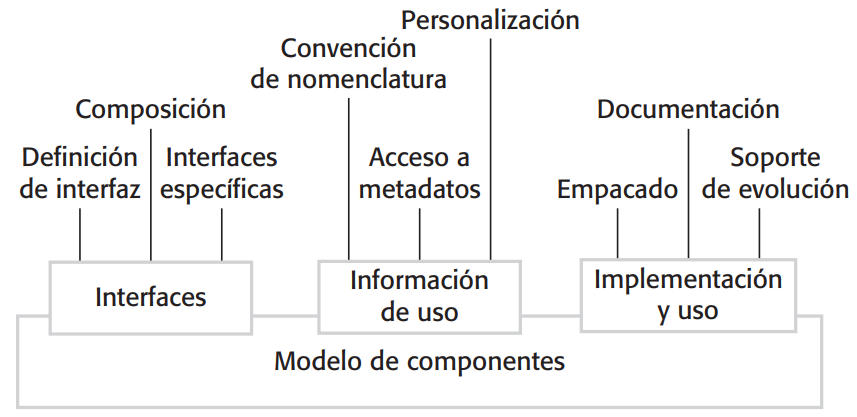 Personalización
Convención
de nomenclatura
Composición
Documentación
Definición
de interfaz
Interfaces
específicas
Acceso a
metadatos
Empacado
Soporte
de evolución
Interfaces
Información
de uso
Implementación
y uso
Modelo de componentes